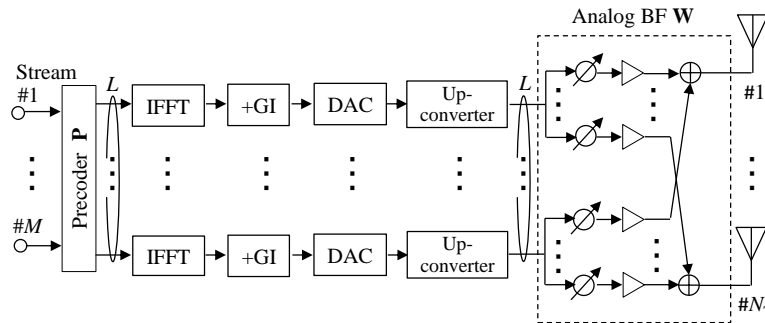 Analog BF W
Stream
#1
L
L
Precoder P
IFFT
+GI
DAC
Up-
converter
#1
#M
IFFT
+GI
DAC
Up-
converter